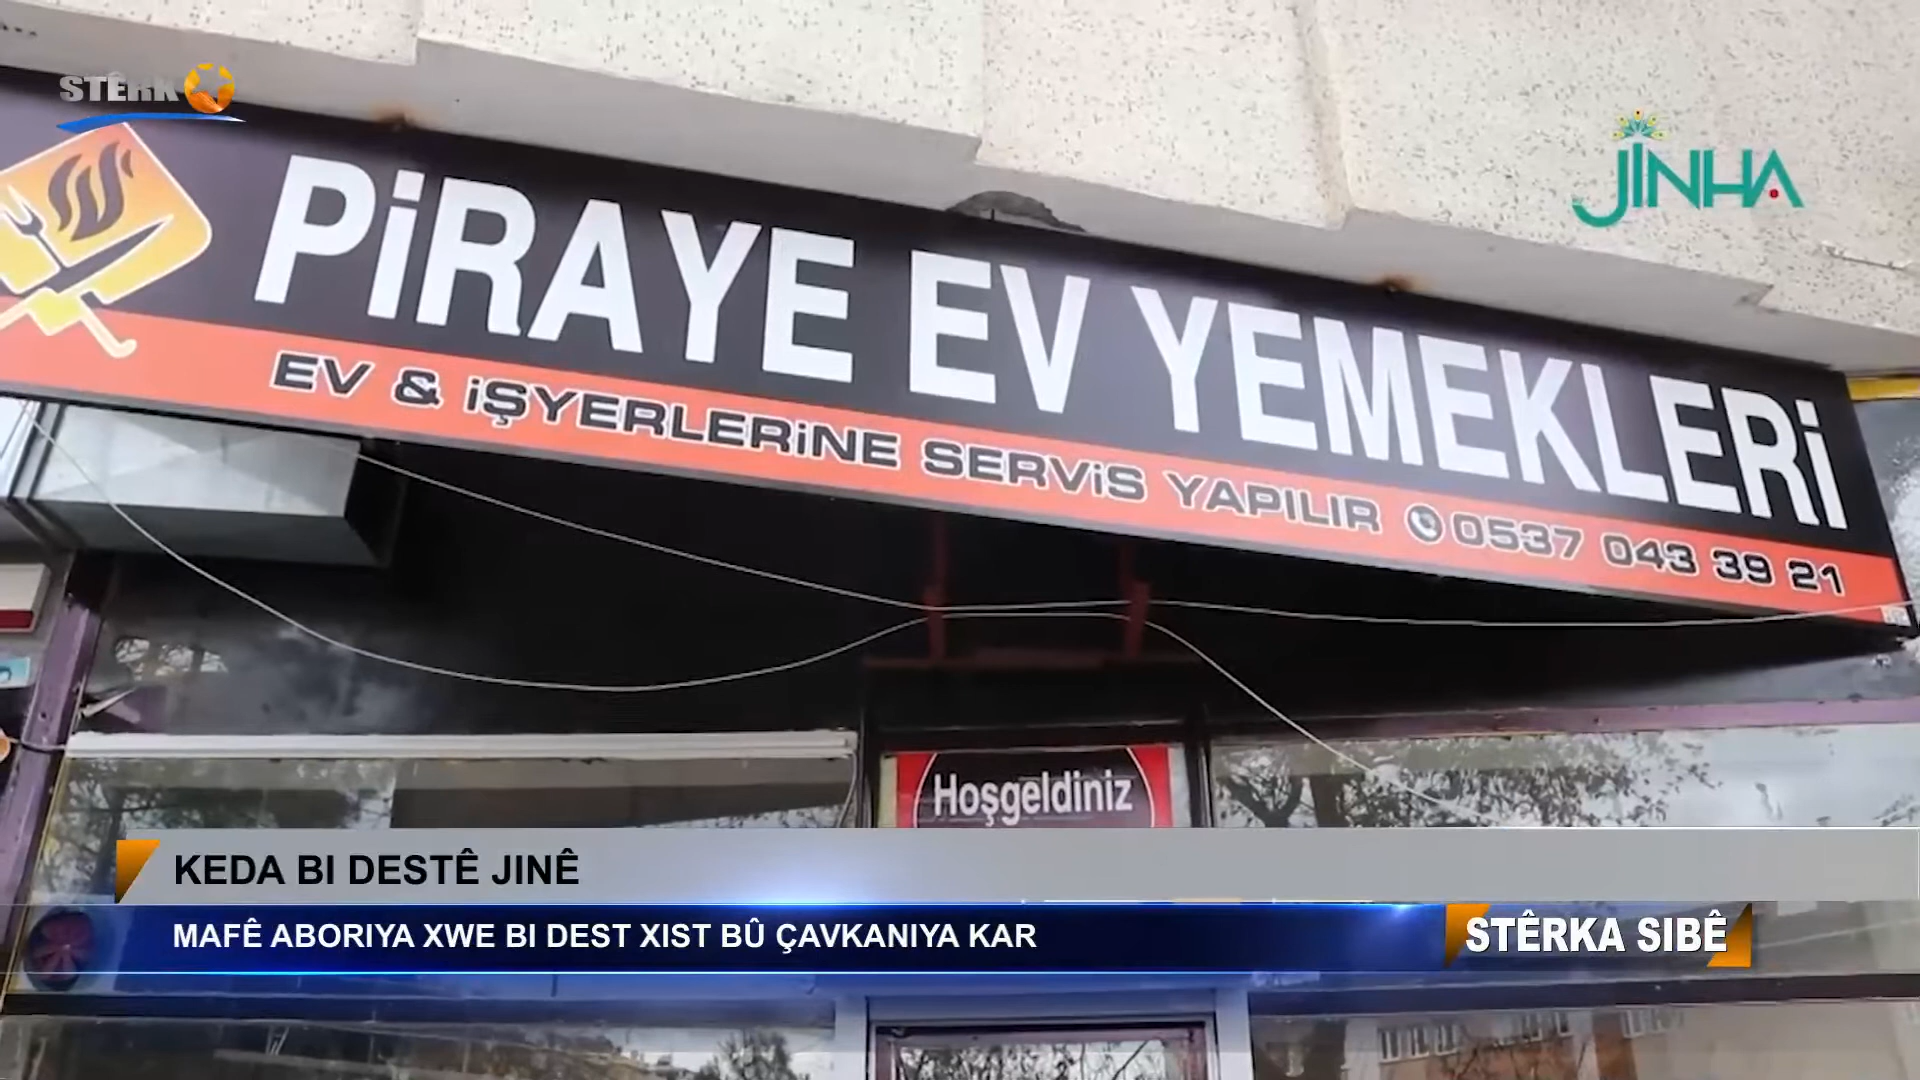 STÊRK
JINHA
PiRAYE EV YEMEKLERi
EV & iŞYERLERiNE SERViS YAPILIR 0537 043 39 21
Hoşgeldiniz
KEDA BI DESTÊ JINÊ
MAFÊ ABORIYA XWE BI DEST XIST BÛ ÇAVKANIYA KAR
STÊRKA SIBÊ